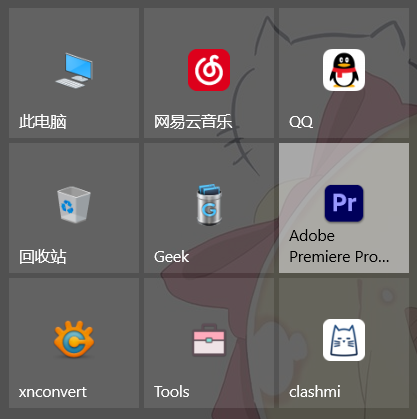 此电脑
网易云音乐
QQ
回收站
Geek
Pr
Adobe
Premiere Pro...
xnconvert
Tools
clashmi